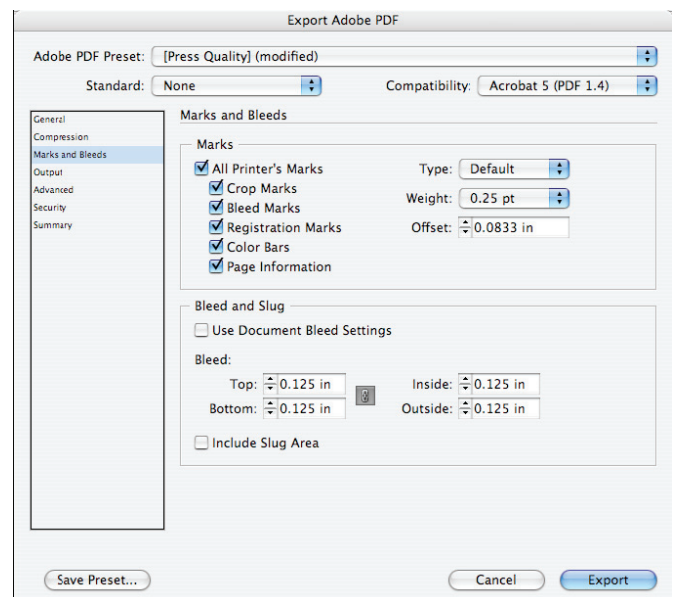 Export Adobe PDF
Adobe PDF Preset: [Press Quality] (modified)
Standard: None Compatibility: Acrobat 5 (PDF 1.4)
General
Compression
Marks and Bleeds
Output
Advanced
Security
Summary
Marks and Bleeds
Marks
All Printer's Marks Type: Default
Crop Marks Weight: 0.25 pt
Bleed Marks
Registration Marks Offset: 0.0833 in
Color Bars
Page Information
Bleed and Slug
Use Document Bleed Settings
Bleed:
Top: 0.125 in Inside: 0.125 in
Bottom: 0.125 in Outside: 0.125 in
Include Slug Area
Save Preset... Cancel Export